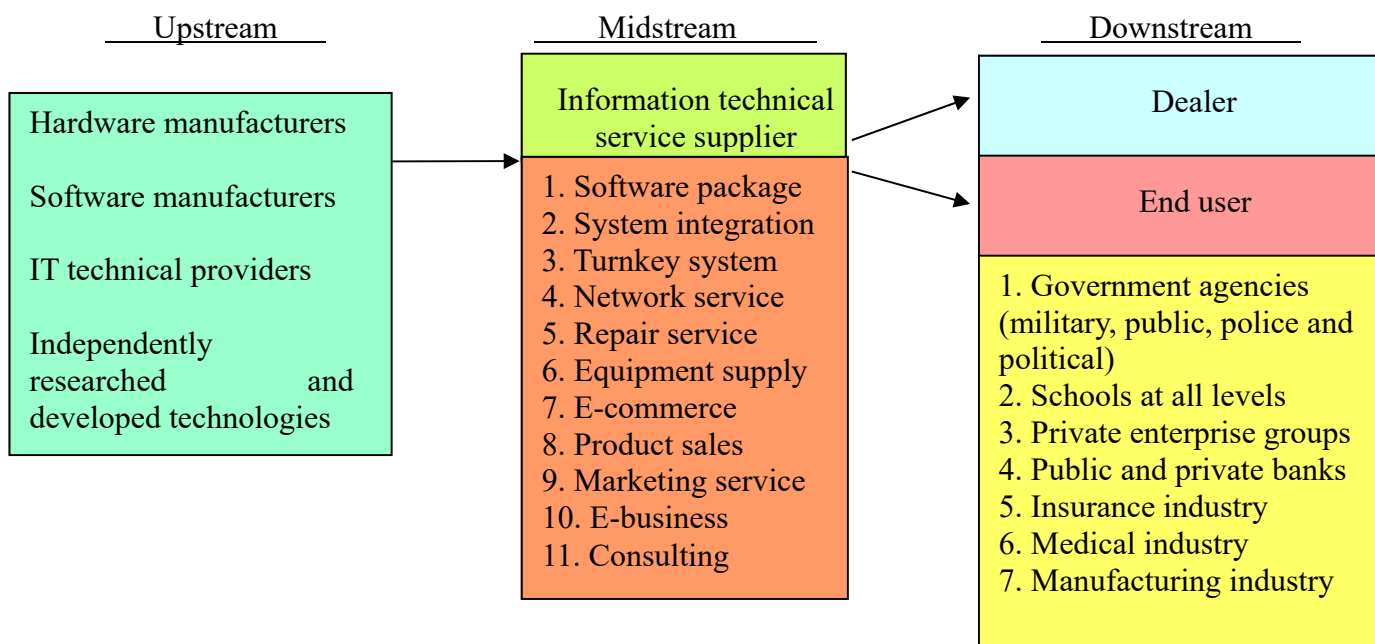 Upstream
Hardware manufacturers
Software manufacturers
IT technical providers
Independently
researched and
developed technologies
Midstream
Information technical
service supplier
1. Software package
2. System integration
3. Turnkey system
4. Network service
5. Repair service
6. Equipment supply
7. E-commerce
8. Product sales
9. Marketing service
10. E-business
11. Consulting
Downstream
Dealer
End user
1. Government agencies
(military, public, police and
political)
2. Schools at all levels
3. Private enterprise groups
4. Public and private banks
5. Insurance industry
6. Medical industry
7. Manufacturing industry